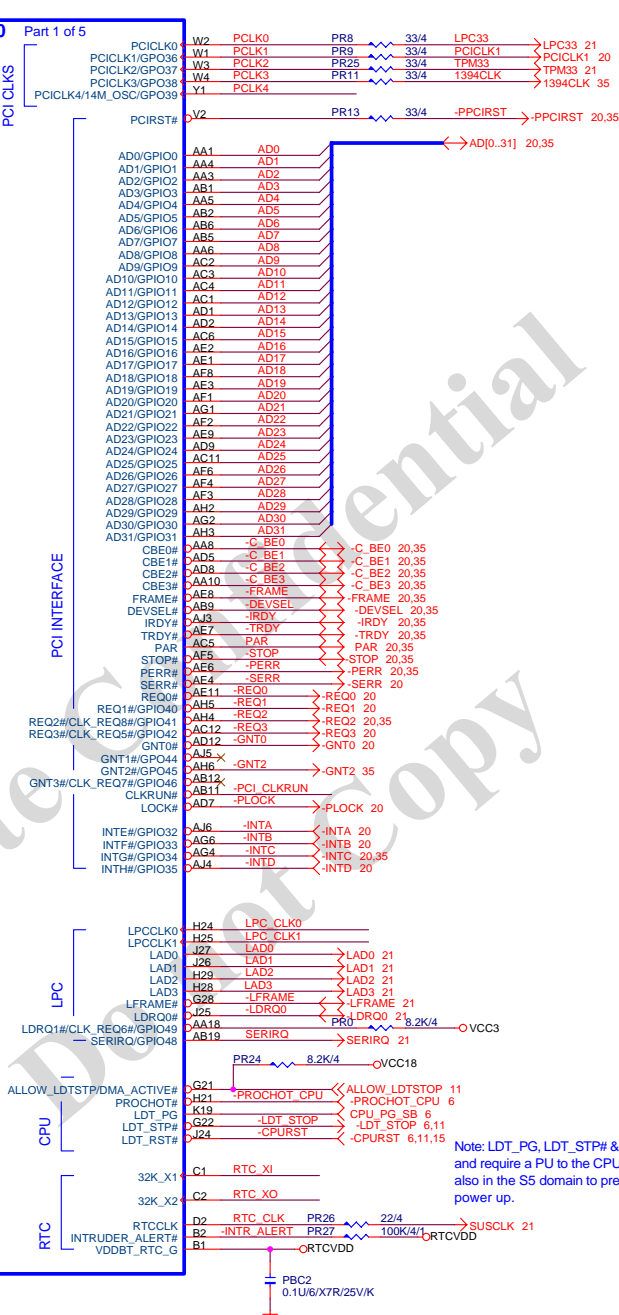 0 Part 1 of 5
PCI CLKS
PCICLK0 W2 PCLK0 PR8 33/4 LPC33 LPC33 21
PCICLK1/GPO36 W1 PCLK1 PR9 33/4 PCICLK1 PCICLK1 20
PCICLK2/GPO37 W3 PCLK2 PR25 33/4 TPM33 TPM33 21
PCICLK3/GPO38 W4 PCLK3 PR11 33/4 1394CLK 1394CLK 35
PCICLK4/14M_OSC/GPO39 Y1 PCLK4
PCIRST# V2 PR13 33/4 -PPCIRST -PPCIRST 20,35
AD[0..31] 20,35
PCI INTERFACE
AD0/GPIO0 AA1 AD0
AD1/GPIO1 AA4 AD1
AD2/GPIO2 AA3 AD2
AD3/GPIO3 AB1 AD3
AD4/GPIO4 AA5 AD4
AD5/GPIO5 AB2 AD5
AD6/GPIO6 AB6 AD6
AD7/GPIO7 AB5 AD7
AD8/GPIO8 AA6 AD8
AD9/GPIO9 AC2 AD9
AD10/GPIO10 AC3 AD10
AD11/GPIO11 AC4 AD11
AD12/GPIO12 AC1 AD12
AD13/GPIO13 AD1 AD13
AD14/GPIO14 AD2 AD14
AD15/GPIO15 AC6 AD15
AD16/GPIO16 AE2 AD16
AD17/GPIO17 AE1 AD17
AD18/GPIO18 AF8 AD18
AD19/GPIO19 AE3 AD19
AD20/GPIO20 AF1 AD20
AD21/GPIO21 AG1 AD21
AD22/GPIO22 AF2 AD22
AD23/GPIO23 AE9 AD23
AD24/GPIO24 AD9 AD24
AD25/GPIO25 AC11 AD25
AD26/GPIO26 AF6 AD26
AD27/GPIO27 AF4 AD27
AD28/GPIO28 AF3 AD28
AD29/GPIO29 AH2 AD29
AD30/GPIO30 AG2 AD30
AD31/GPIO31 AH3 AD31
CBE0# AA8 -C_BE0 -C_BE0 20,35
CBE1# AD5 -C_BE1 -C_BE1 20,35
CBE2# AD8 -C_BE2 -C_BE2 20,35
CBE3# AA10 -C_BE3 -C_BE3 20,35
FRAME# AE8 -FRAME -FRAME 20,35
DEVSEL# AB9 -DEVSEL -DEVSEL 20,35
IRDY# AJ3 -IRDY -IRDY 20,35
TRDY# AE7 -TRDY -TRDY 20,35
PAR AC5 PAR PAR 20,35
STOP# AF5 -STOP -STOP 20,35
PERR# AE6 -PERR -PERR 20,35
SERR# AE4 -SERR -SERR 20
REQ0# AE11 -REQ0 -REQ0 20
REQ1#/GPIO40 AH5 -REQ1 -REQ1 20
REQ2#/CLK_REQ8#/GPIO41 AH4 -REQ2 -REQ2 20,35
REQ3#/CLK_REQ5#/GPIO42 AC12 -REQ3 -REQ3 20
GNT0# AD12 -GNT0 -GNT0 20
GNT1#/GPO44 AJ5
GNT2#/GPO45 AH6 -GNT2 -GNT2 35
GNT3#/CLK_REQ7#/GPIO46 AB12
CLKRUN# AB11 -PCI_CLKRUN
LOCK# AD7 -PLOCK -PLOCK 20
INTE#/GPIO32 AJ6 -INTA -INTA 20
INTF#/GPIO33 AG6 -INTB -INTB 20
INTG#/GPIO34 AG4 -INTC -INTC 20,35
INTH#/GPIO35 AJ4 -INTD -INTD 20
LPC
LPCCLK0 H24 LPC_CLK0
LPCCLK1 H25 LPC_CLK1
LAD0 J27 LAD0 LAD0 21
LAD1 J26 LAD1 LAD1 21
LAD2 H29 LAD2 LAD2 21
LAD3 H28 LAD3 LAD3 21
LFRAME# G28 -LFRAME -LFRAME 21
LDRQ0# J25 -LDRQ0 -LDRQ0 21
LDRQ1#/CLK_REQ6#/GPIO49 AA18 PR0 8.2K/4 VCC3
SERIRQ/GPIO48 AB19 SERIRQ SERIRQ 21
PR24 8.2K/4 VCC18
CPU
ALLOW_LDTSTP/DMA_ACTIVE# G21 ALLOW_LDTSTOP 11
PROCHOT# H21 -PROCHOT_CPU -PROCHOT_CPU 6
LDT_PG K19 CPU_PG_SB 6
LDT_STP# G22 -LDT_STOP -LDT_STOP 6,11
LDT_RST# J24 -CPURST -CPURST 6,11,15
Note: LDT_PG, LDT_STP# &
and require a PU to the CPU
also in the S5 domain to pre
power up.
RTC
32K_X1 C1 RTC_XI
32K_X2 C2 RTC_XO
RTCCLK D2 RTC_CLK PR26 22/4 SUSCLK 21
INTRUDER_ALERT# B2 -INTR_ALERT PR27 100K/4/1 RTCVDD
VDDBT_RTC_G B1 RTCVDD
PBC2
0.1U/6/X7R/25V/K
te Confidential
Do not Copy